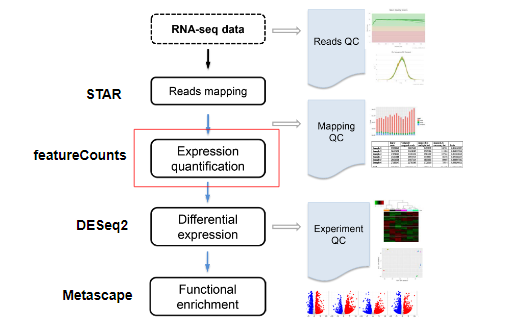 RNA-seq data
Reads QC
STAR
Reads mapping
Mapping
QC
featureCounts
Expression
quantification
DESeq2
Differential
expression
Experiment
QC
Metascape
Functional
enrichment